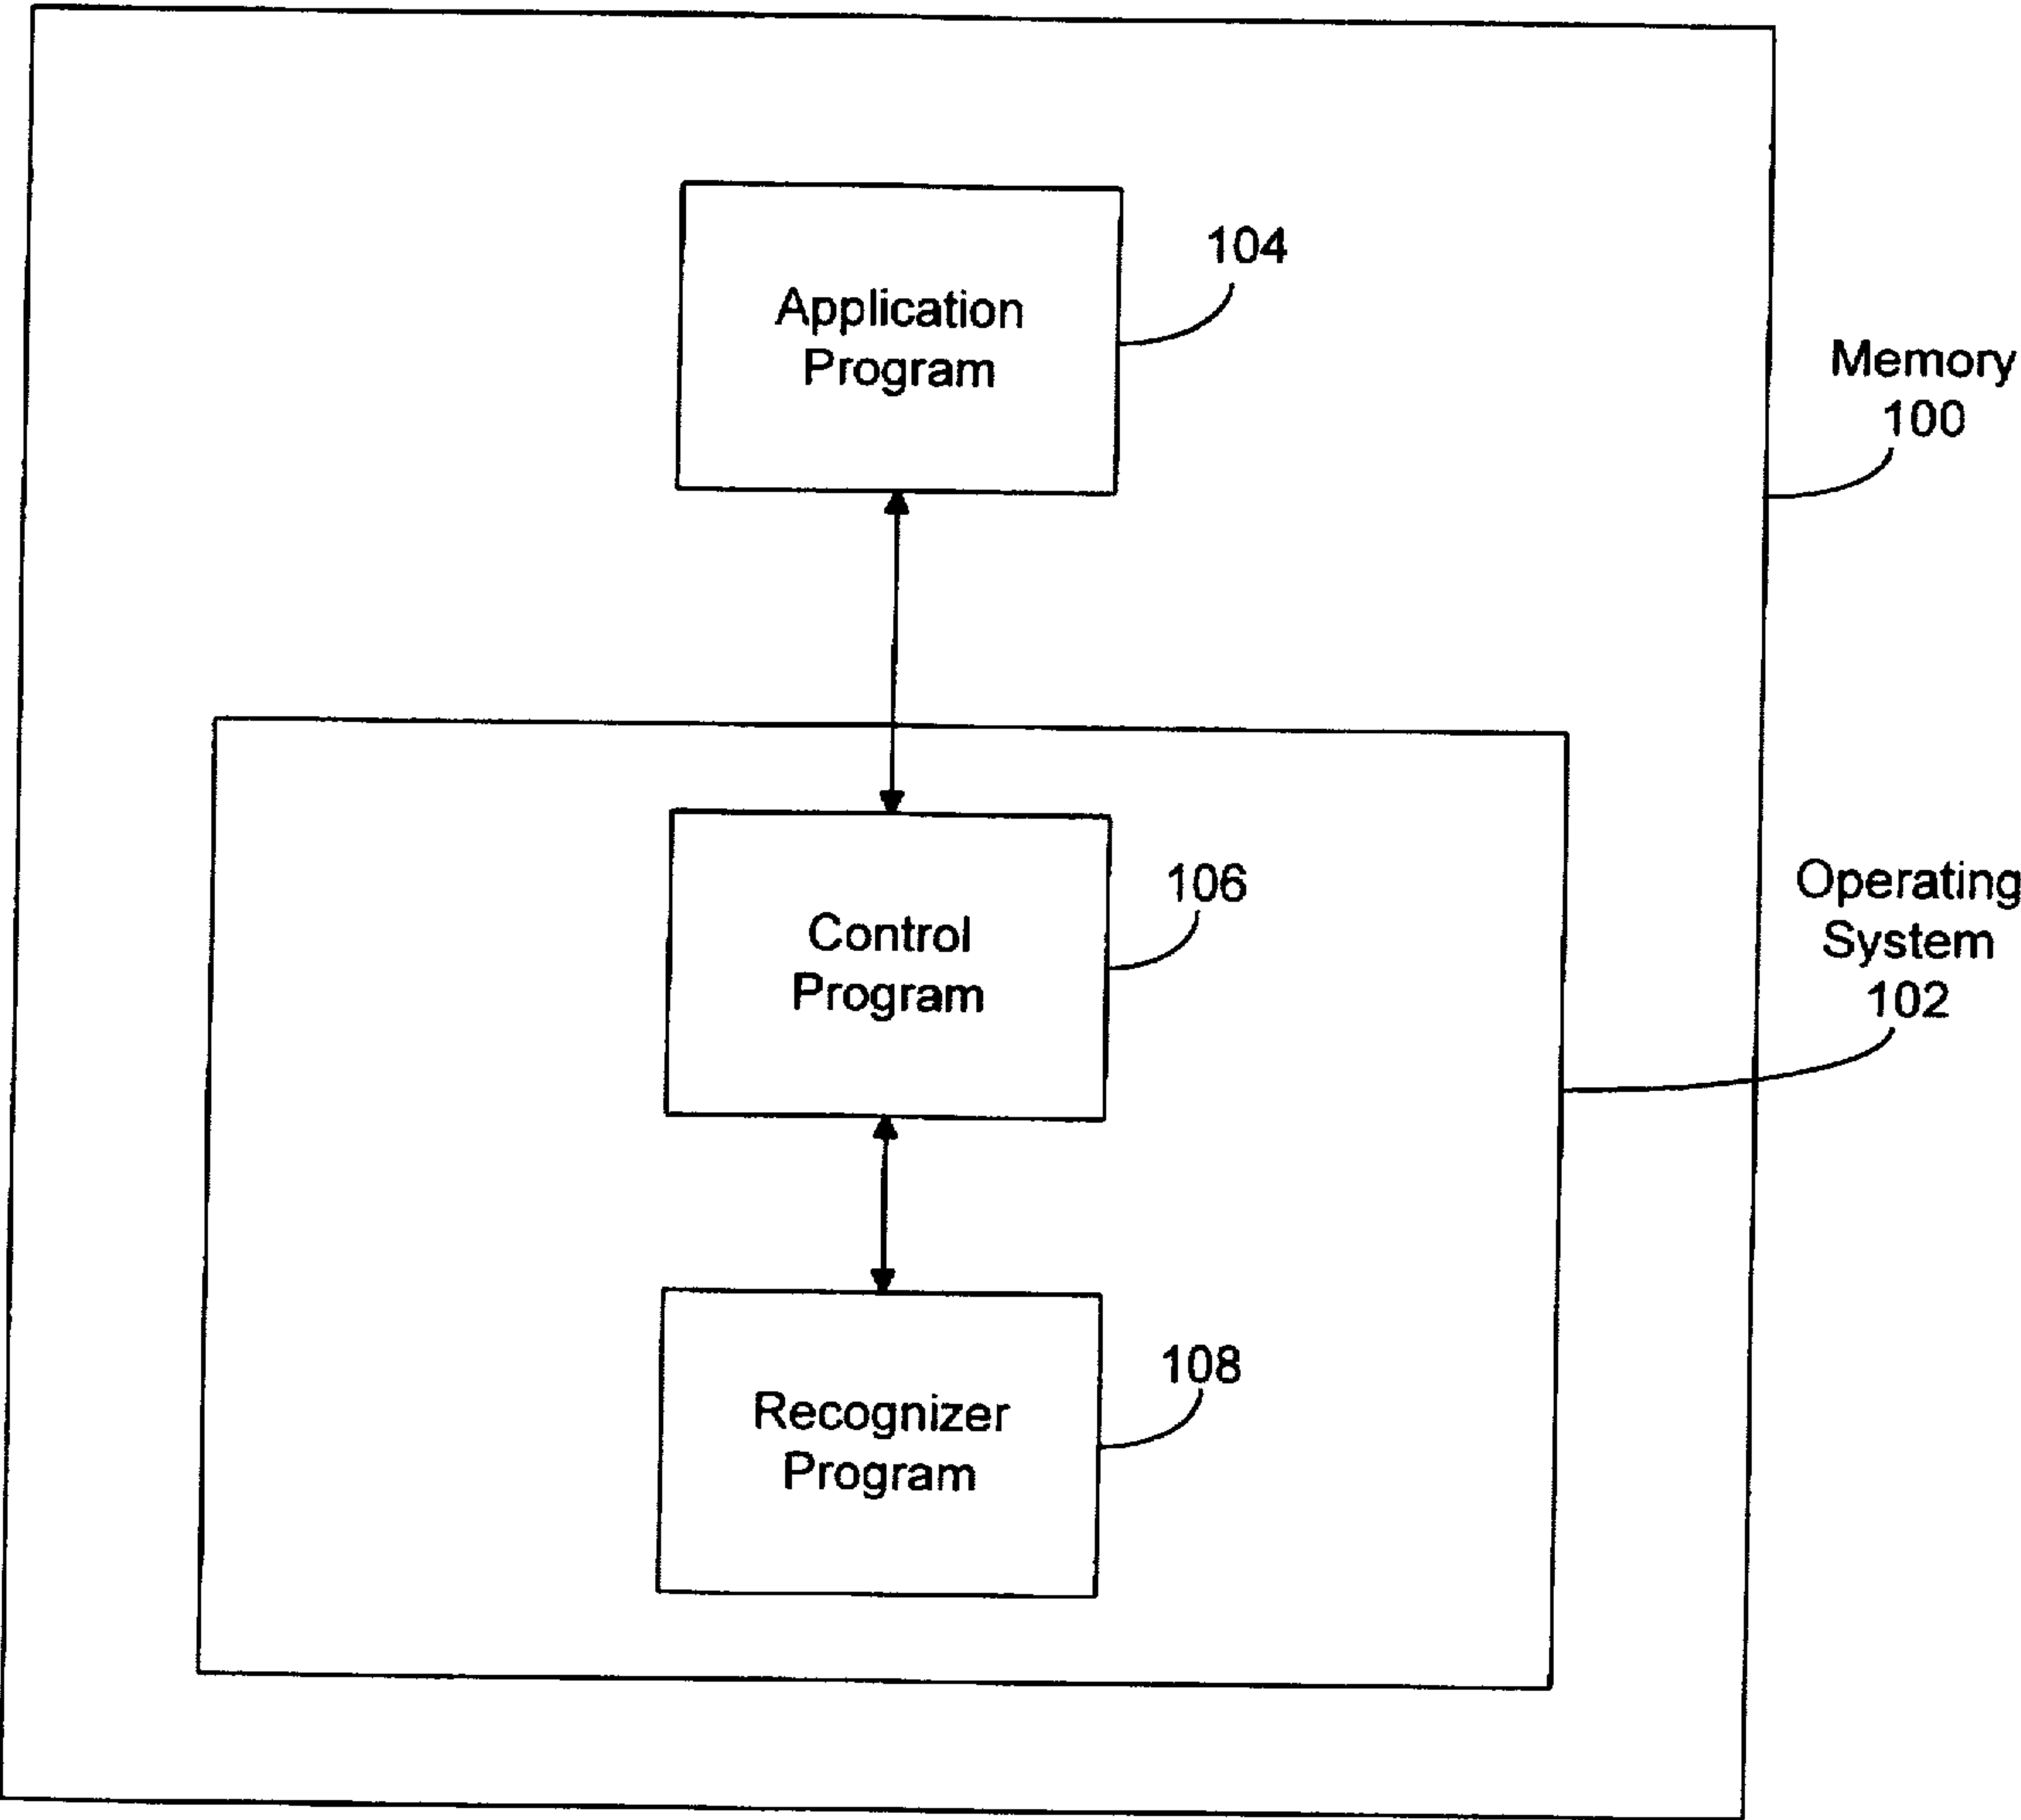 104
Application
Program
Memory
100
106
Control
Program
Operating
System
102
108
Recognizer
Program